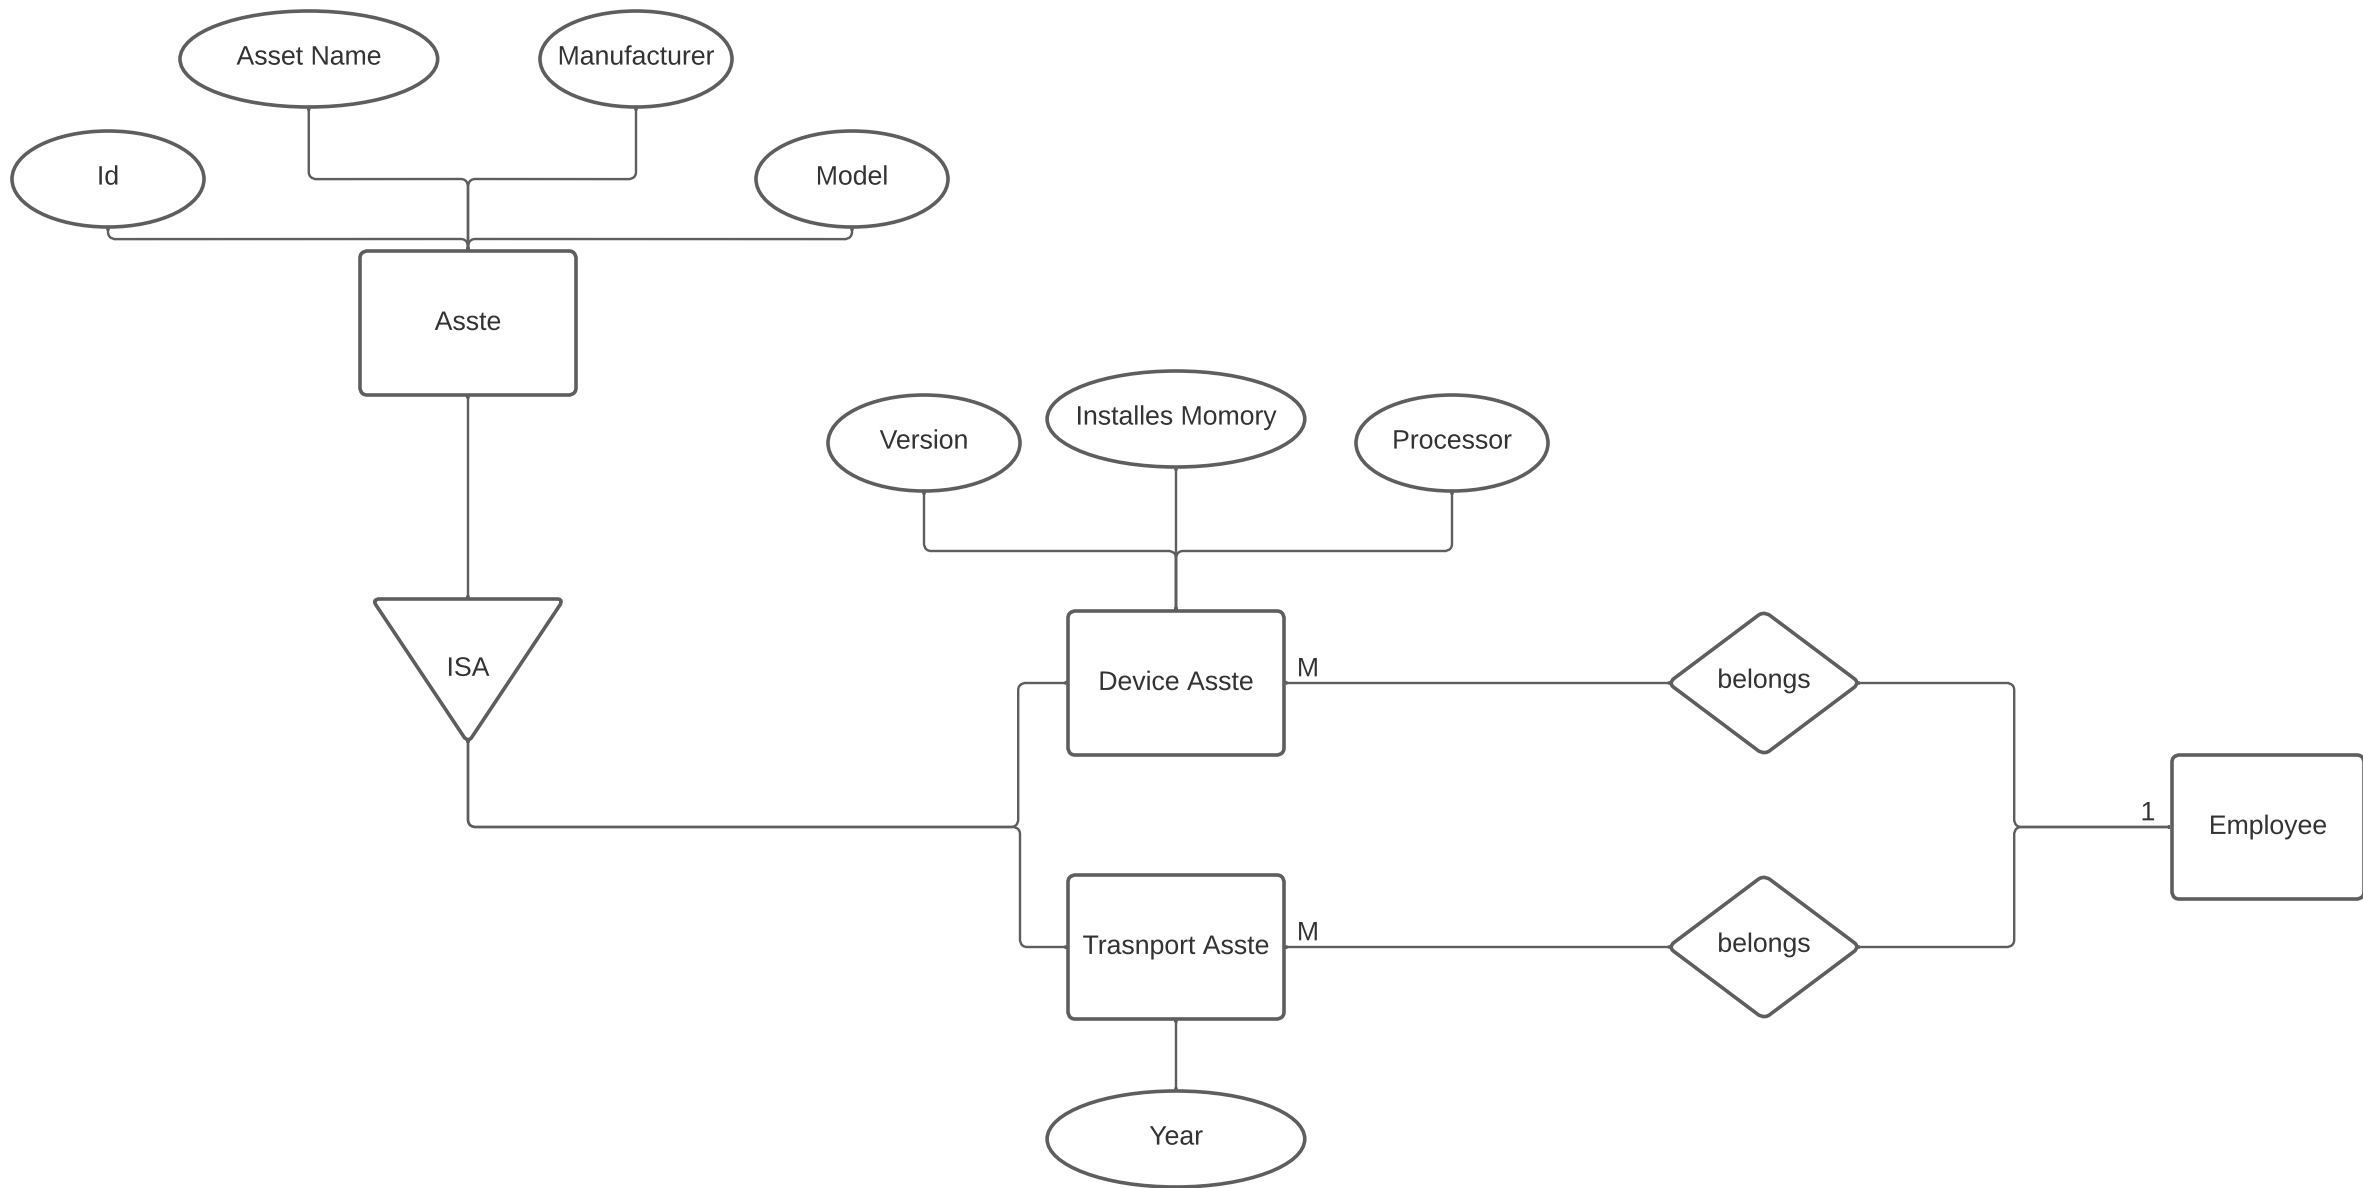 Asset Name
Manufacturer
Id
Model
Asste
Version
Installes Momory
Processor
ISA
Device Asste
M
belongs
1
Employee
Trasnport Asste
M
belongs
Year